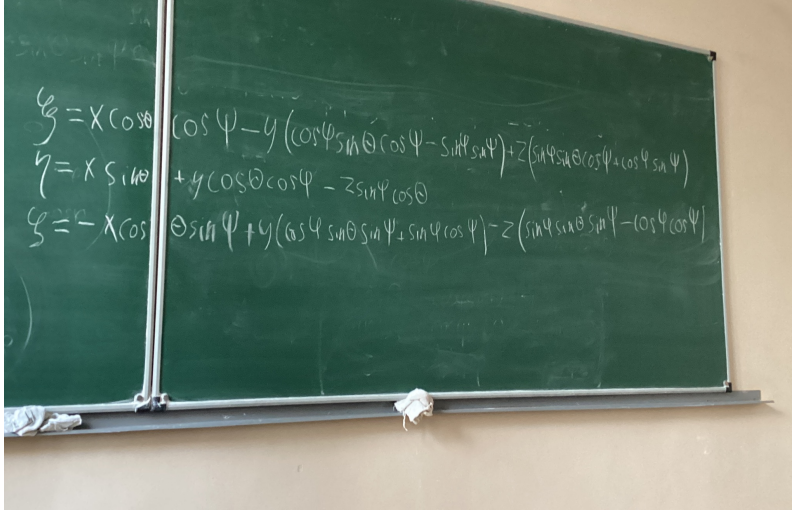 ξ = x cosθ cosΨ − y(cosφ sinθ cosΨ − sinφ sinΨ) + z(sinφ sinθ cosΨ + cosφ sinΨ)
η = x sinθ + y cosθ cosφ − z sinφ cosθ
ζ = − x cosθ sinΨ + y(cosφ sinθ sinΨ + sinφ cosΨ) − z(sinφ sinθ sinΨ − cosφ cosΨ)